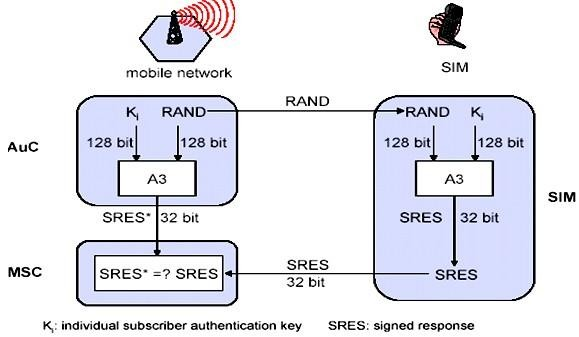 mobile network
SIM
RAND
Ki RAND
RAND Ki
AuC
128 bit 128 bit
128 bit 128 bit
A3
A3
SIM
SRES* 32 bit
SRES 32 bit
MSC
SRES* =? SRES
SRES
32 bit
SRES
Ki: individual subscriber authentication key SRES: signed response